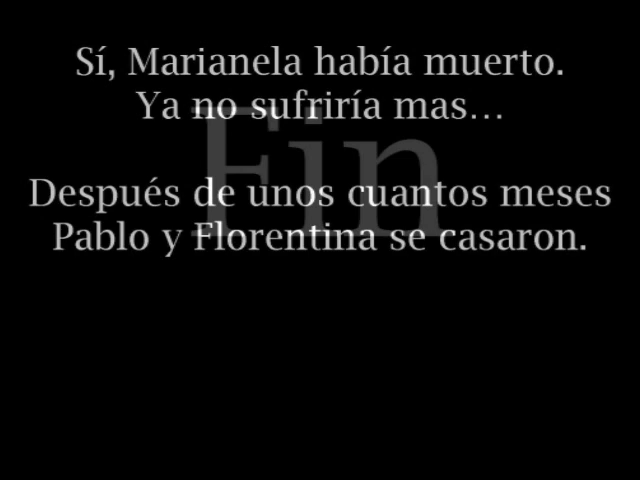 Sí, Marianela había muerto.
Ya no sufriría mas...
Fin
Después de unos cuantos meses
Pablo y Florentina se casaron.